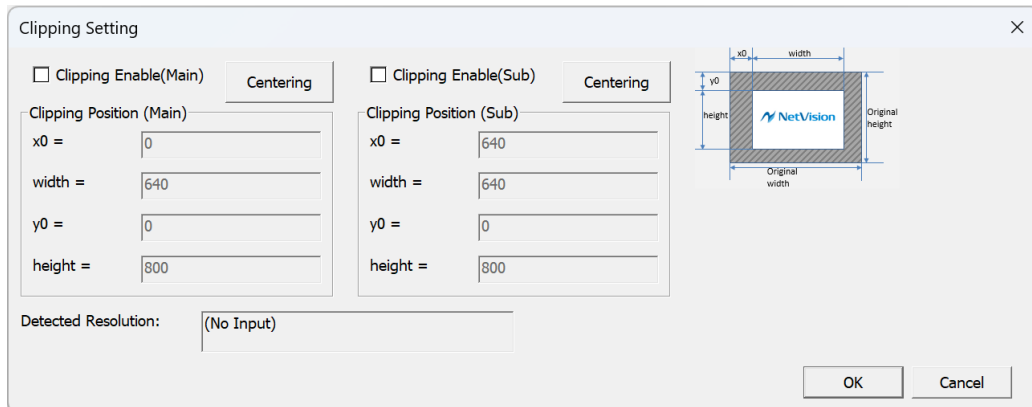 Clipping Setting
Clipping Enable(Main)
Centering
Clipping Position (Main)
x0 =
0
width =
640
y0 =
0
height =
800
Clipping Enable(Sub)
Centering
Clipping Position (Sub)
x0 =
640
width =
640
y0 =
0
height =
800
x0
width
y0
height
NetVision
Original
height
Original
width
Detected Resolution:
(No Input)
OK
Cancel